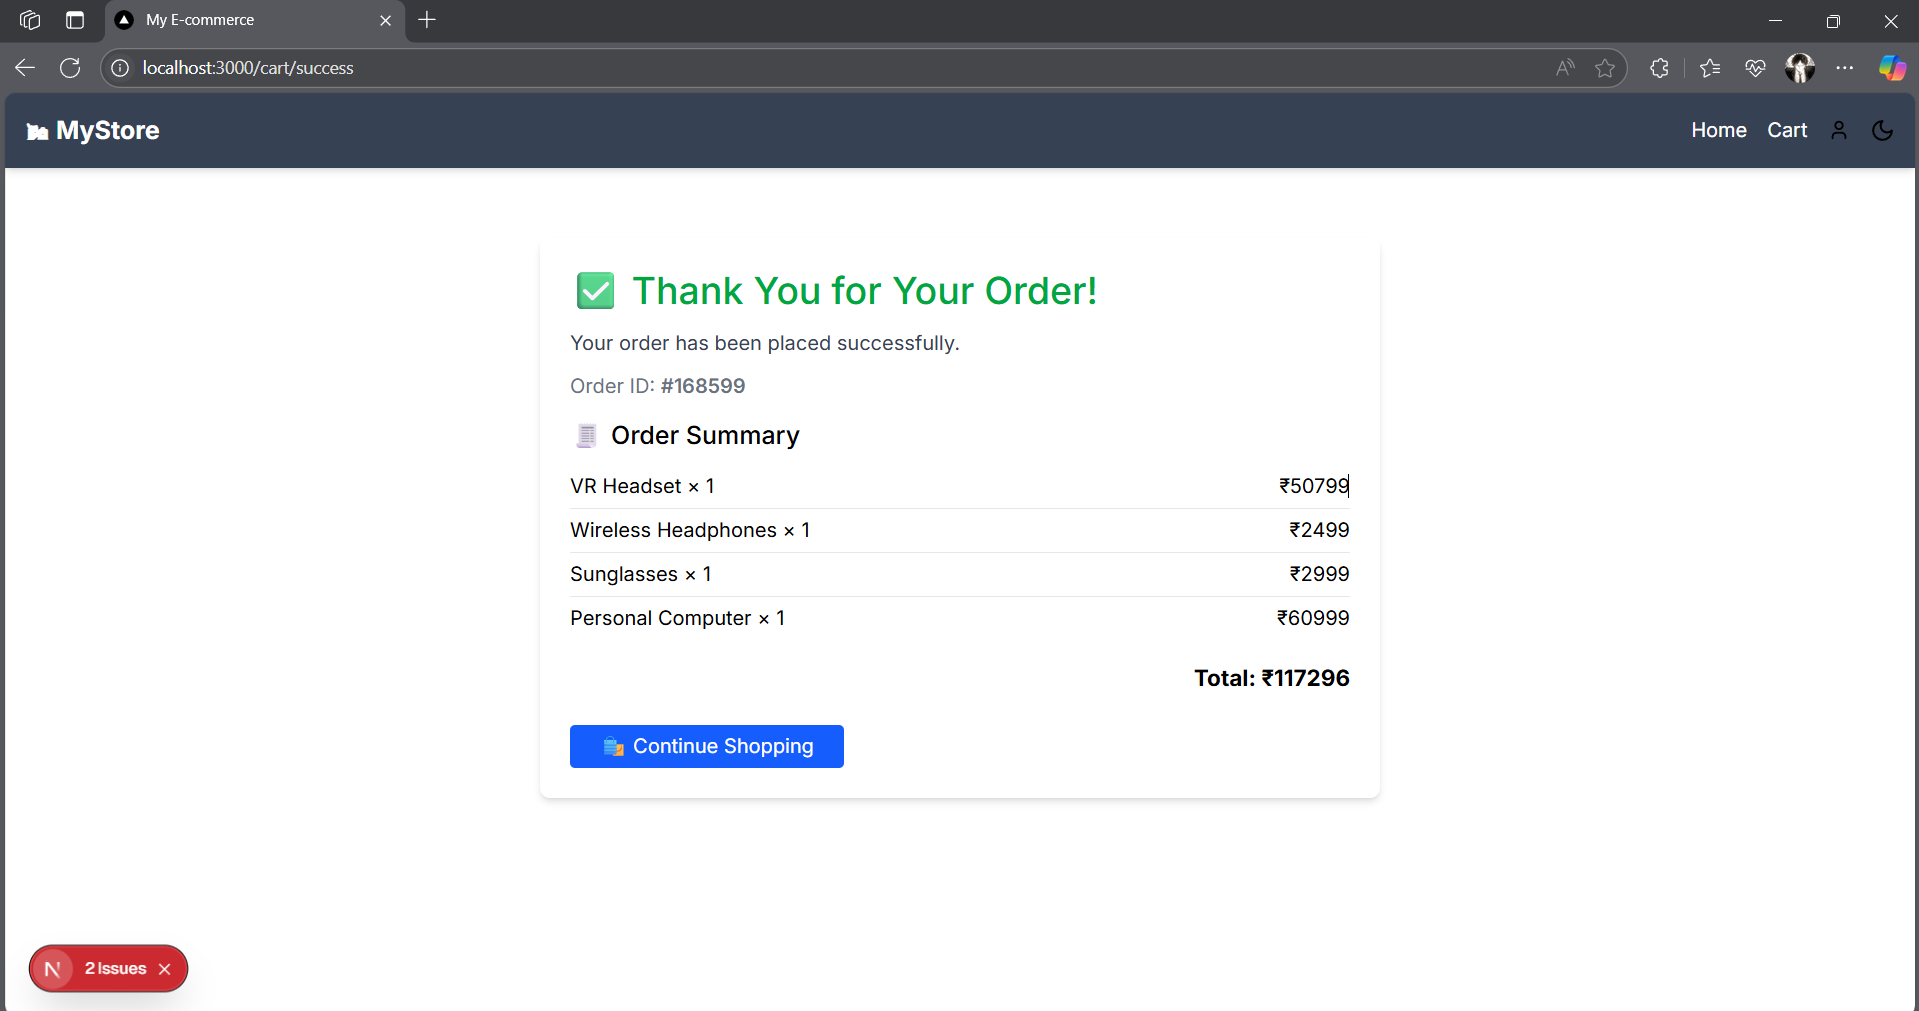 My E-commerce
localhost:3000/cart/success
MyStore
Home Cart
Thank You for Your Order!
Your order has been placed successfully.
Order ID: #168599
Order Summary
VR Headset × 1 ₹50799
Wireless Headphones × 1 ₹2499
Sunglasses × 1 ₹2999
Personal Computer × 1 ₹60999
Total: ₹117296
Continue Shopping
N 2 Issues